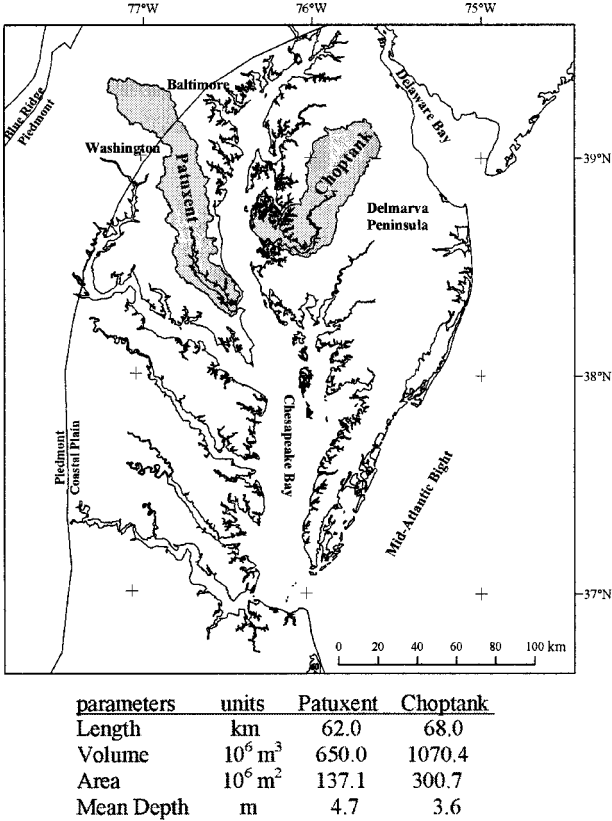 77°W 76°W 75°W
Blue Ridge
Piedmont
Baltimore
Delaware Bay
Washington
39°N
Patuxent
Choptank
Delmarva
Peninsula
38°N
Chesapeake Bay
Piedmont
Coastal Plain
Mid-Atlantic Bight
37°N
0 20 40 60 80 100 km
parameters units Patuxent Choptank
Length km 62.0 68.0
Volume 10⁶ m³ 650.0 1070.4
Area 10⁶ m² 137.1 300.7
Mean Depth m 4.7 3.6